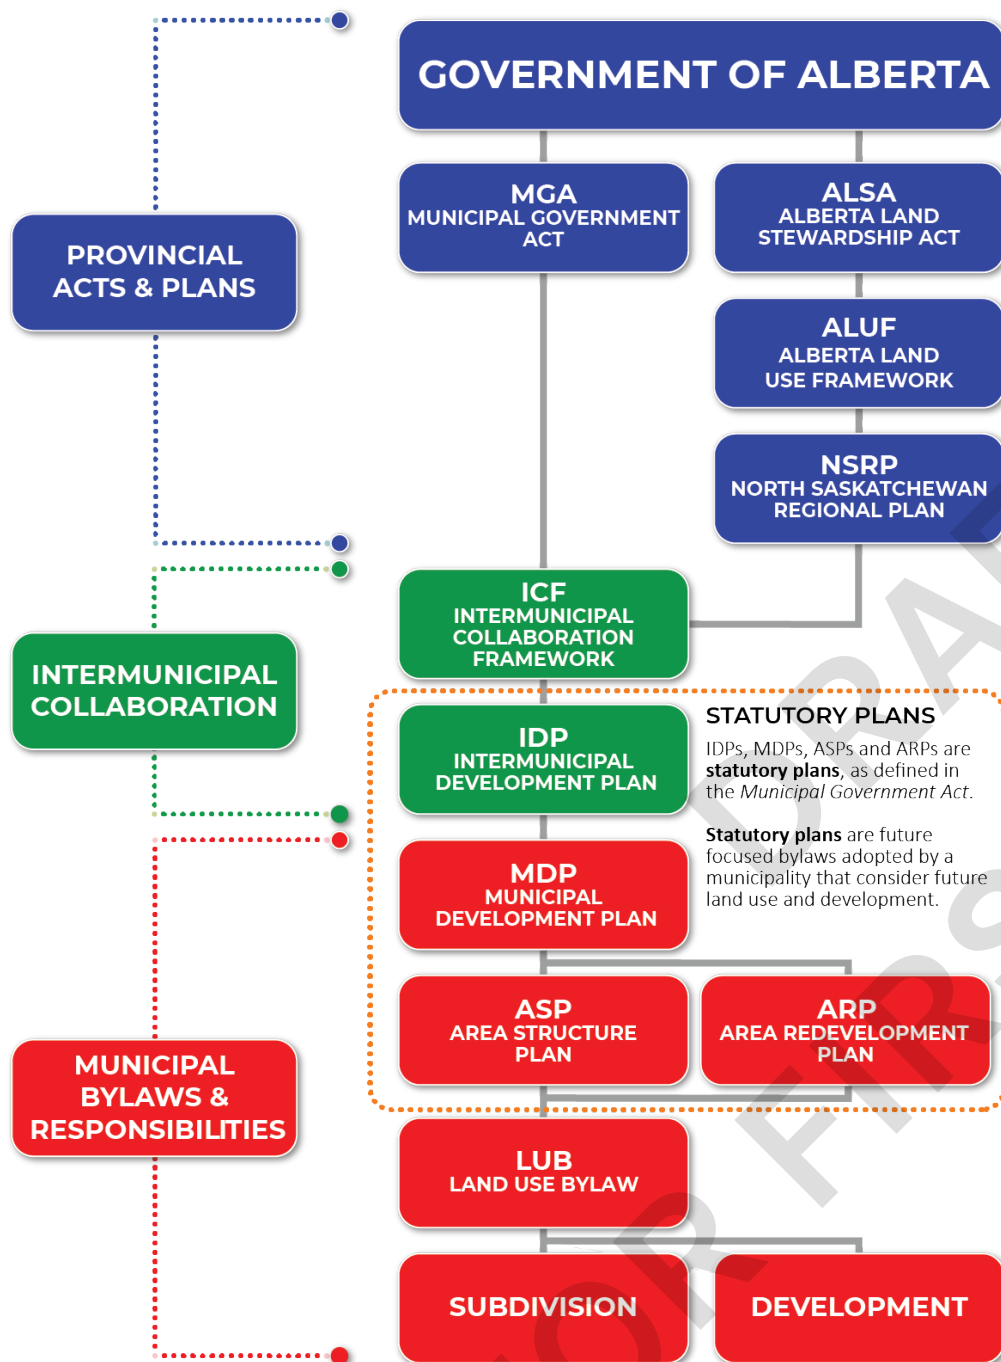 GOVERNMENT OF ALBERTA
MGA
MUNICIPAL GOVERNMENT
ACT
ALSA
ALBERTA LAND
STEWARDSHIP ACT
PROVINCIAL
ACTS & PLANS
ALUF
ALBERTA LAND
USE FRAMEWORK
NSRP
NORTH SASKATCHEWAN
REGIONAL PLAN
ICF
INTERMUNICIPAL
COLLABORATION
FRAMEWORK
INTERMUNICIPAL
COLLABORATION
IDP
INTERMUNICIPAL
DEVELOPMENT PLAN
STATUTORY PLANS
IDPs, MDPs, ASPs and ARPs are
statutory plans, as defined in
the Municipal Government Act.
Statutory plans are future
focused bylaws adopted by a
municipality that consider future
land use and development.
MDP
MUNICIPAL
DEVELOPMENT PLAN
ASP
AREA STRUCTURE
PLAN
ARP
AREA REDEVELOPMENT
PLAN
MUNICIPAL
BYLAWS &
RESPONSIBILITIES
LUB
LAND USE BYLAW
SUBDIVISION
DEVELOPMENT